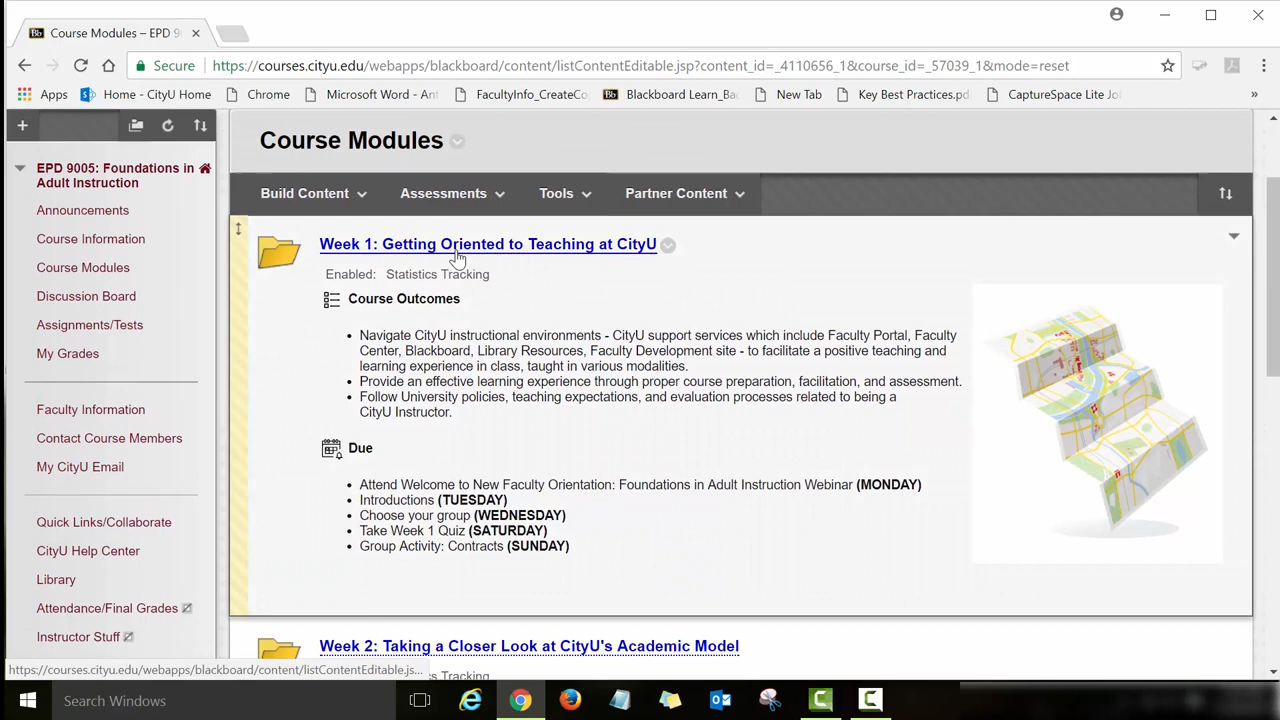 Course Modules – EPD 9
Secure
https://courses.cityu.edu/webapps/blackboard/content/listContentEditable.jsp?content_id=_4110656_1&course_id=_57039_1&mode=reset
Apps
Home - CityU Home
Chrome
Microsoft Word - Ant
FacultyInfo_CreateCo
Bb
Blackboard Learn_Ba
New Tab
Key Best Practices.pd
CaptureSpace Lite Jo
»
EPD 9005: Foundations in
Adult Instruction
Announcements
Course Information
Course Modules
Discussion Board
Assignments/Tests
My Grades
Faculty Information
Contact Course Members
My CityU Email
Quick Links/Collaborate
CityU Help Center
Library
Attendance/Final Grades
Instructor Stuff
Course Modules
Build Content
Assessments
Tools
Partner Content
Week 1: Getting Oriented to Teaching at CityU
Enabled: Statistics Tracking
Course Outcomes
• Navigate CityU instructional environments - CityU support services which include Faculty Portal, Faculty
Center, Blackboard, Library Resources, Faculty Development site - to facilitate a positive teaching and
learning experience in class, taught in various modalities.
• Provide an effective learning experience through proper course preparation, facilitation, and assessment.
• Follow University policies, teaching expectations, and evaluation processes related to being a
CityU Instructor.
Due
• Attend Welcome to New Faculty Orientation: Foundations in Adult Instruction Webinar (MONDAY)
• Introductions (TUESDAY)
• Choose your group (WEDNESDAY)
• Take Week 1 Quiz (SATURDAY)
• Group Activity: Contracts (SUNDAY)
Week 2: Taking a Closer Look at CityU's Academic Model
https://courses.cityu.edu/webapps/blackboard/content/listContentEditable.js...
Search Windows